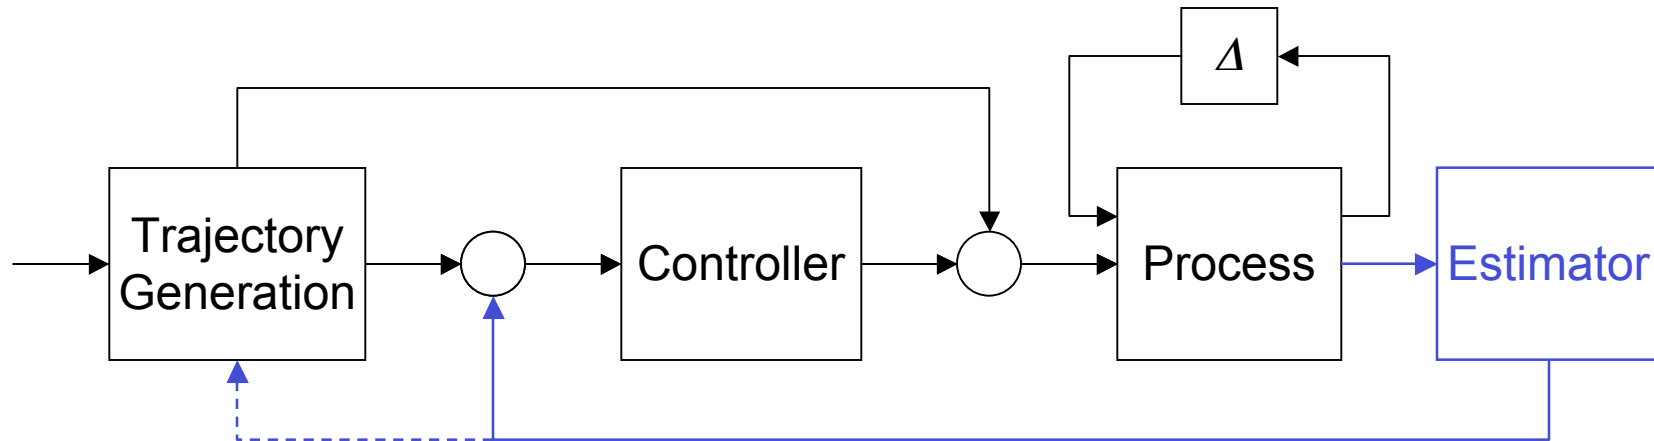 Δ
Trajectory
Generation
Controller
Process
Estimator